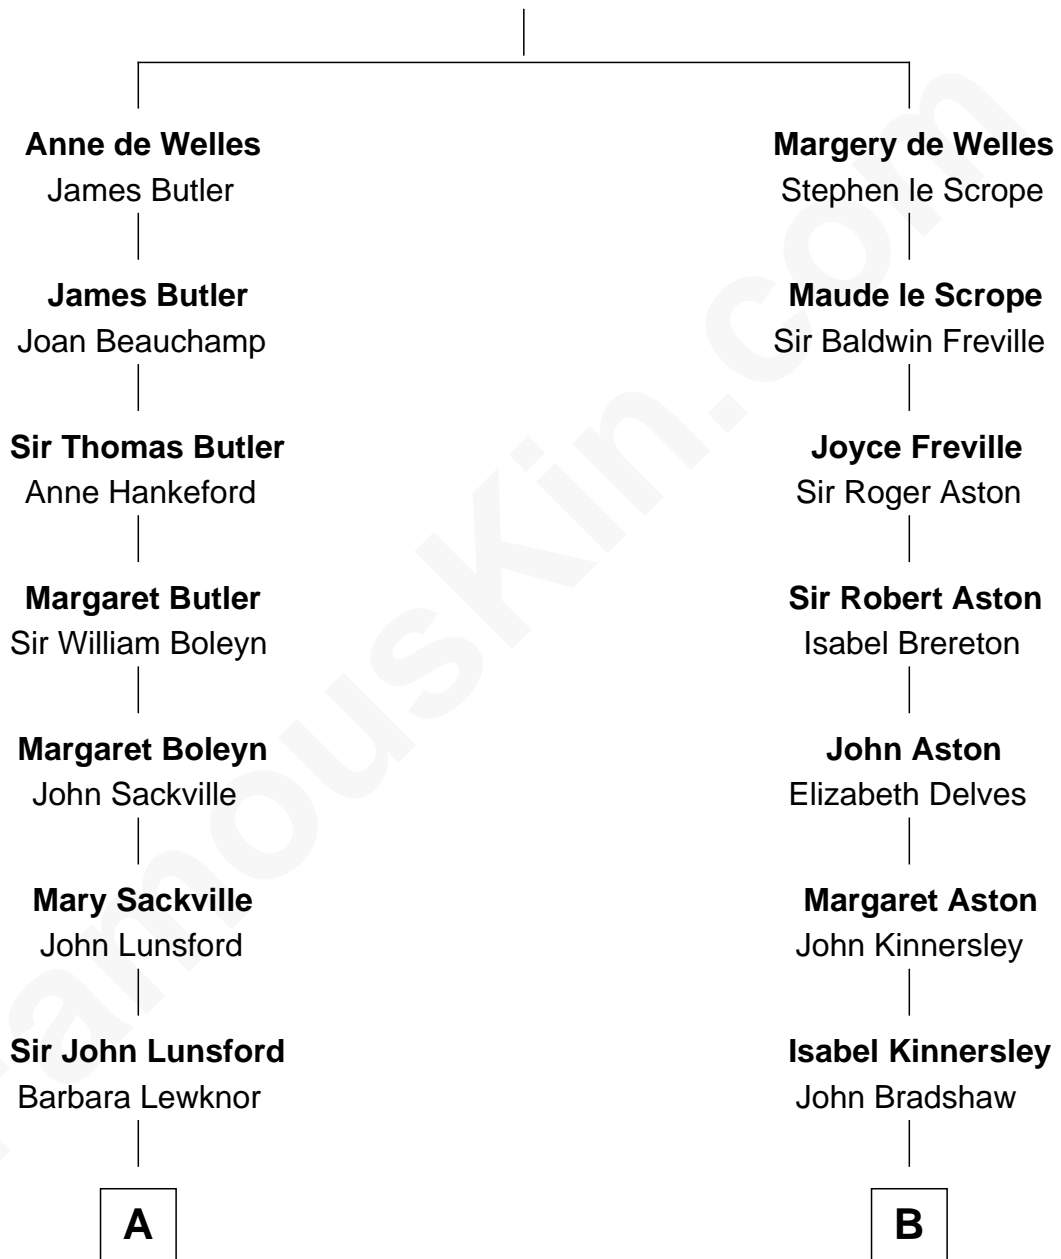 Anne de Welles
James Butler
James Butler
Joan Beauchamp
Sir Thomas Butler
Anne Hankeford
Margaret Butler
Sir William Boleyn
Margaret Boleyn
John Sackville
Mary Sackville
John Lunsford
Sir John Lunsford
Barbara Lewknor
A
Margery de Welles
Stephen le Scrope
Maude le Scrope
Sir Baldwin Freville
Joyce Freville
Sir Roger Aston
Sir Robert Aston
Isabel Brereton
John Aston
Elizabeth Delves
Margaret Aston
John Kinnersley
Isabel Kinnersley
John Bradshaw
B
FamousKin.com